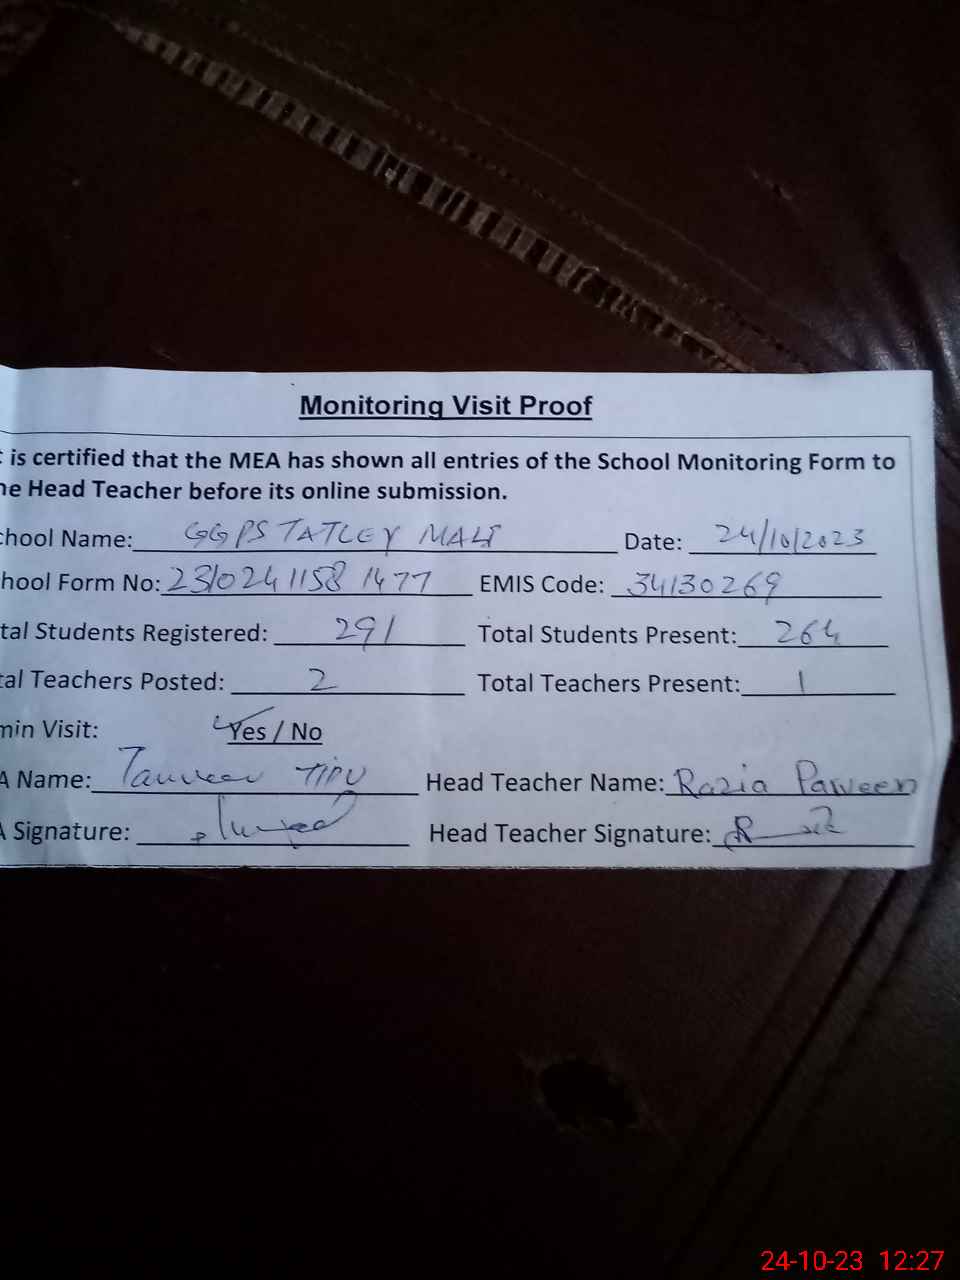 Monitoring Visit Proof
is certified that the MEA has shown all entries of the School Monitoring Form to
he Head Teacher before its online submission.
chool Name: GGPS TATLEY MALI Date: 24/10/2023
hool Form No: 231024 1158 1477 EMIS Code: 34130269
tal Students Registered: 291 Total Students Present: 264
tal Teachers Posted: 2 Total Teachers Present: 1
min Visit: Yes / No
A Name: Tanveer TIPU Head Teacher Name: Razia Parveen
A Signature: Head Teacher Signature:
24-10-23 12:27